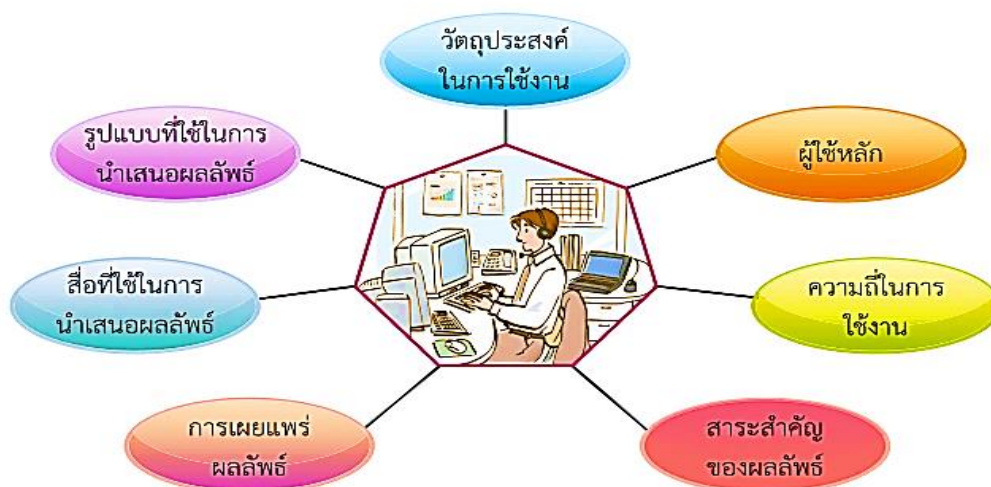 วัตถุประสงค์
ในการใช้งาน
รูปแบบที่ใช้ในการ
นำเสนอผลลัพธ์
ผู้ใช้หลัก
สื่อที่ใช้ในการ
นำเสนอผลลัพธ์
ความถี่ในการ
ใช้งาน
การเผยแพร่
ผลลัพธ์
สาระสำคัญ
ของผลลัพธ์